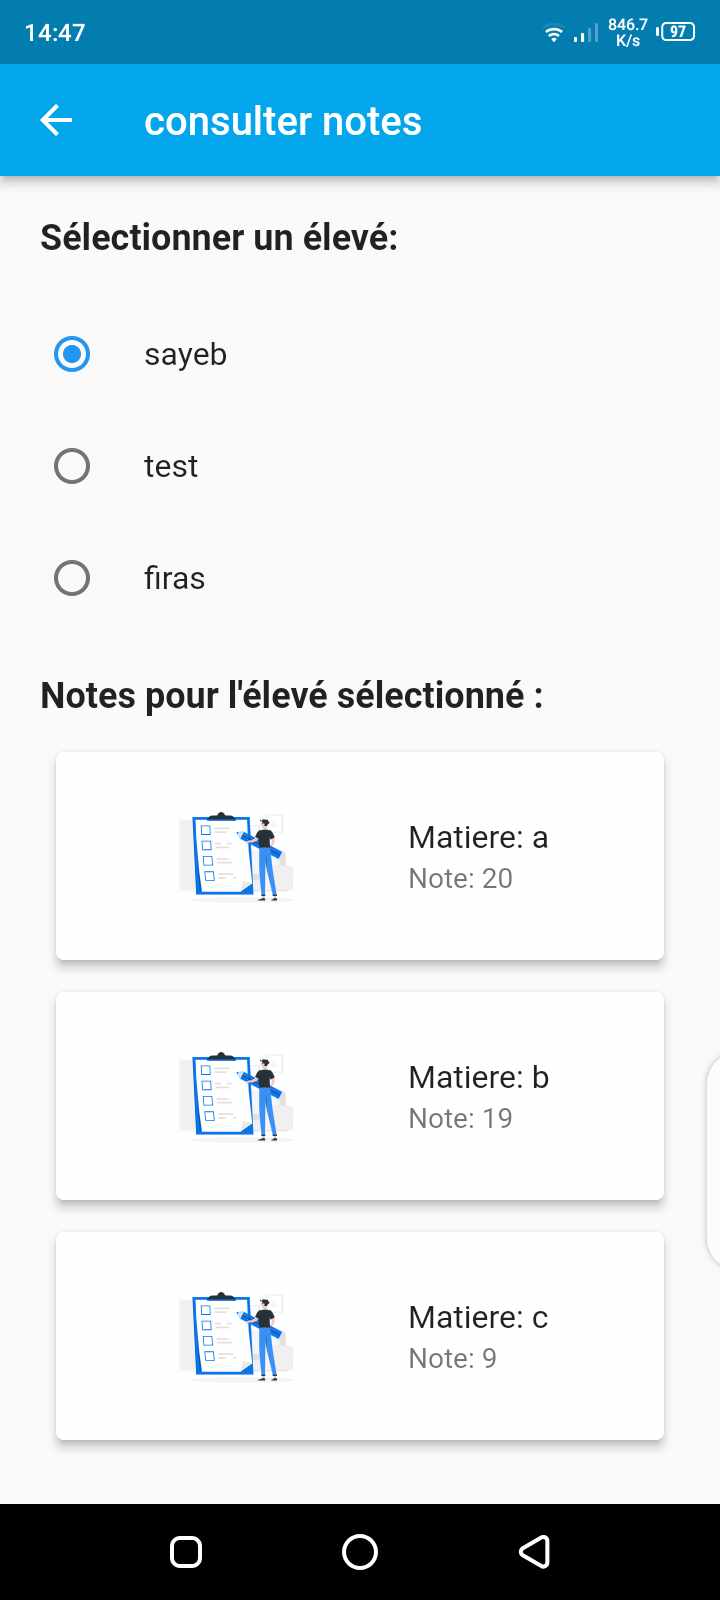 14:47
846.7
K/s
97
consulter notes
Sélectionner un élevé:
sayeb
test
firas
Notes pour l'élevé sélectionné :
Matiere: a
Note: 20
Matiere: b
Note: 19
Matiere: c
Note: 9